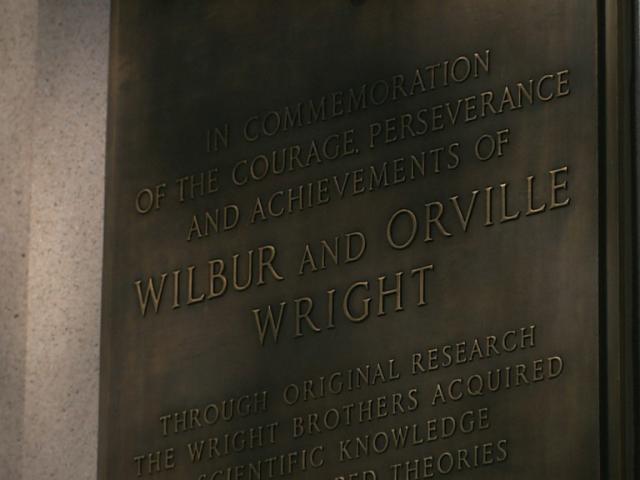 IN COMMEMORATION
OF THE COURAGE, PERSEVERANCE
AND ACHIEVEMENTS OF
WILBUR AND ORVILLE
WRIGHT
THROUGH ORIGINAL RESEARCH
THE WRIGHT BROTHERS ACQUIRED
SCIENTIFIC KNOWLEDGE
THEORIES